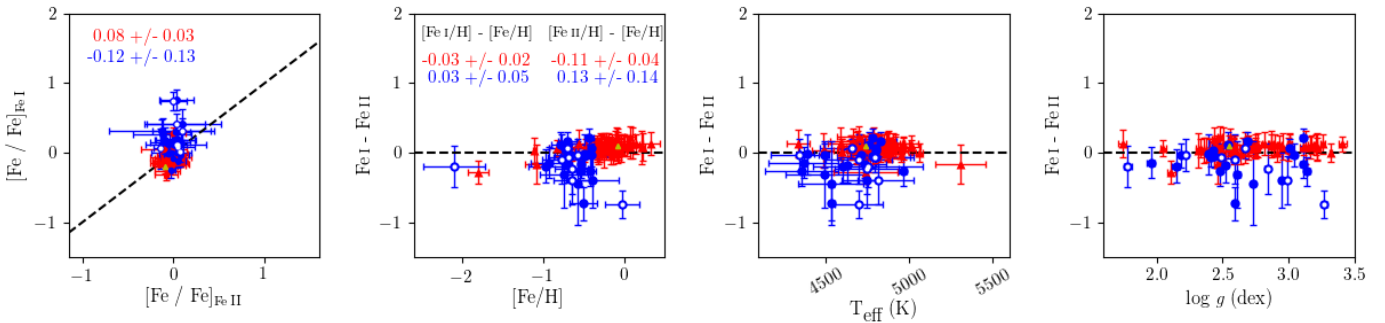 0.08 +/- 0.03
-0.12 +/- 0.13
[Fe / Fe]Fe I
1
0
−1
−1
0
1
[Fe / Fe]Fe II
[Fe I/H] - [Fe/H] [Fe II/H] - [Fe/H]
-0.03 +/- 0.02 -0.11 +/- 0.04
0.03 +/- 0.05 0.13 +/- 0.14
Fe I - Fe II
2
1
0
−1
−2
−1
0
[Fe/H]
Fe I - Fe II
2
1
0
−1
4500
5000
5500
Teff (K)
Fe I - Fe II
2
1
0
−1
2.0
2.5
3.0
3.5
log g (dex)
2